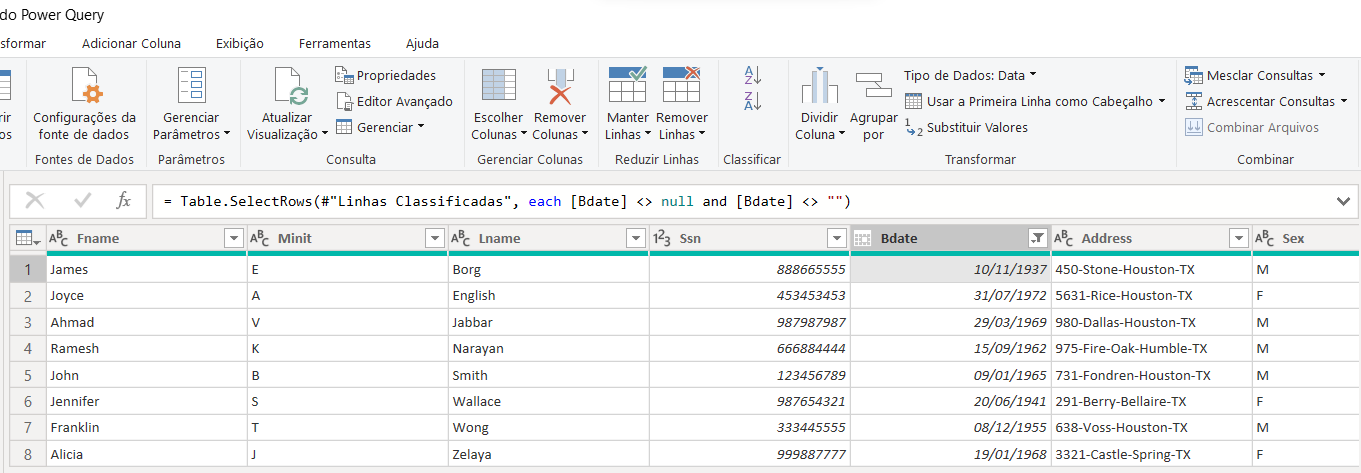 do Power Query
sformar Adicionar Coluna Exibição Ferramentas Ajuda
Configurações da fonte de dados
Fontes de Dados
Gerenciar Parâmetros
Parâmetros
Atualizar Visualização
Propriedades
Editor Avançado
Gerenciar
Consulta
Escolher Colunas
Remover Colunas
Gerenciar Colunas
Manter Linhas
Remover Linhas
Reduzir Linhas
Classificar
Dividir Coluna
Agrupar por
Tipo de Dados: Data
Usar a Primeira Linha como Cabeçalho
Substituir Valores
Transformar
Mesclar Consultas
Acrescentar Consultas
Combinar Arquivos
Combinar
fx = Table.SelectRows(#"Linhas Classificadas", each [Bdate] <> null and [Bdate] <> "")
ABC Fname ABC Minit ABC Lname 123 Ssn Bdate ABC Address ABC Sex
1 James E Borg 888665555 10/11/1937 450-Stone-Houston-TX M
2 Joyce A English 453453453 31/07/1972 5631-Rice-Houston-TX F
3 Ahmad V Jabbar 987987987 29/03/1969 980-Dallas-Houston-TX M
4 Ramesh K Narayan 666884444 15/09/1962 975-Fire-Oak-Humble-TX M
5 John B Smith 123456789 09/01/1965 731-Fondren-Houston-TX M
6 Jennifer S Wallace 987654321 20/06/1941 291-Berry-Bellaire-TX F
7 Franklin T Wong 333445555 08/12/1955 638-Voss-Houston-TX M
8 Alicia J Zelaya 999887777 19/01/1968 3321-Castle-Spring-TX F